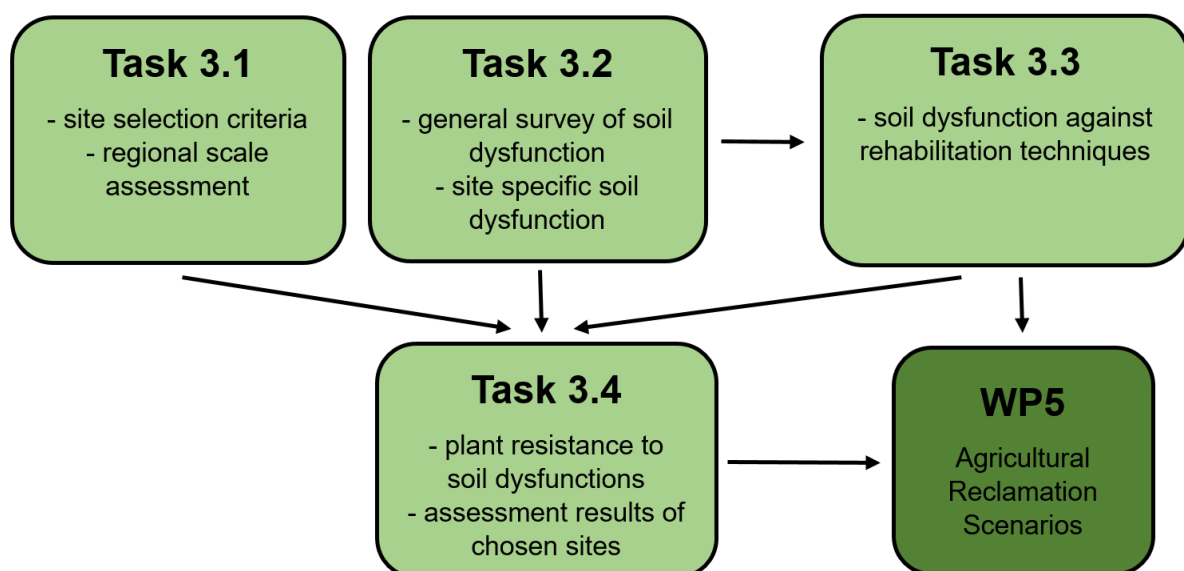 Task 3.1
- site selection criteria
- regional scale
assessment
Task 3.2
- general survey of soil
dysfunction
- site specific soil
dysfunction
Task 3.3
- soil dysfunction against
rehabilitation techniques
Task 3.4
- plant resistance to
soil dysfunctions
- assessment results of
chosen sites
WP5
Agricultural
Reclamation
Scenarios